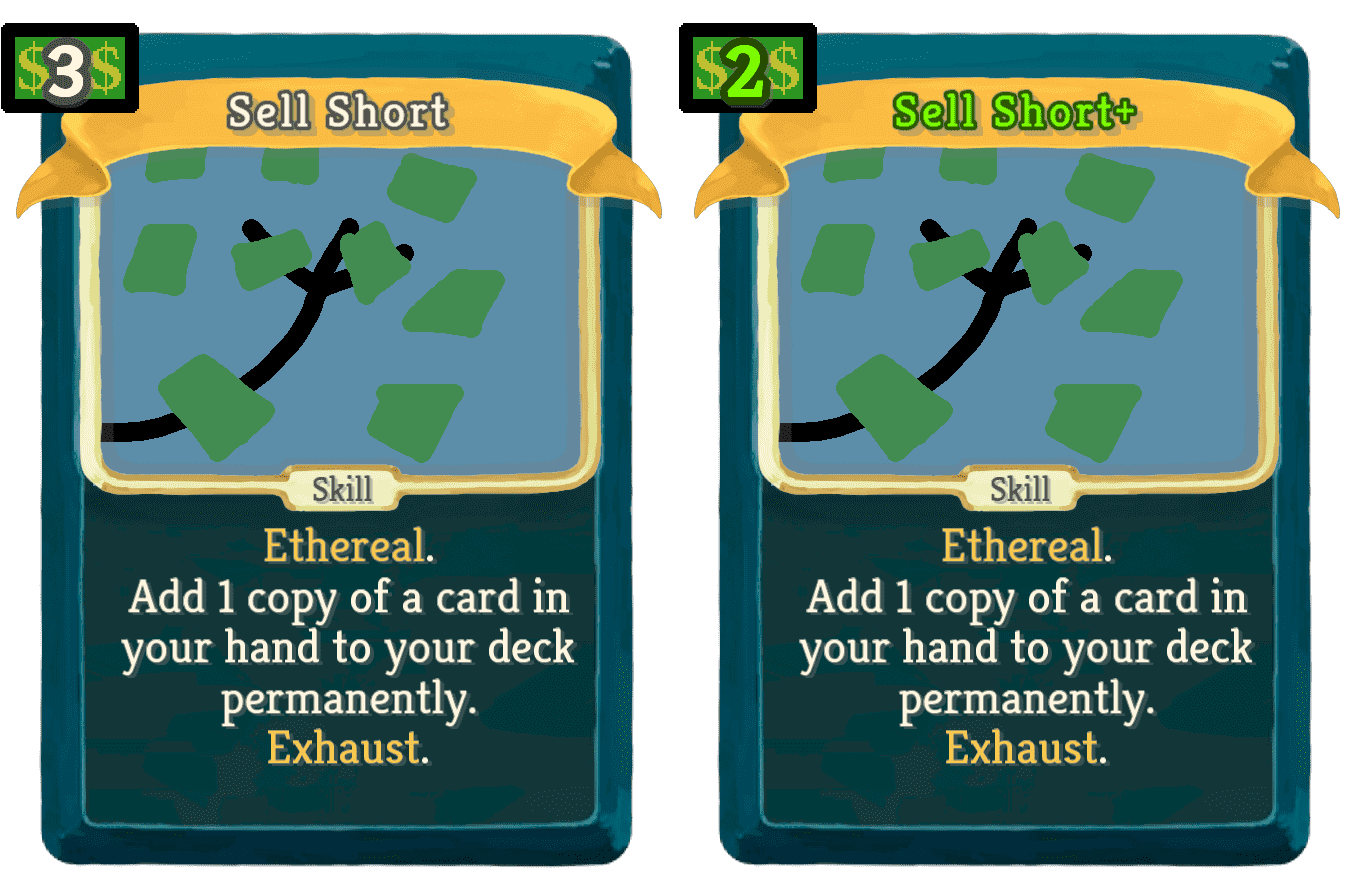 $3$
Sell Short
Skill
Ethereal.
Add 1 copy of a card in
your hand to your deck
permanently.
Exhaust.
$2$
Sell Short+
Skill
Ethereal.
Add 1 copy of a card in
your hand to your deck
permanently.
Exhaust.